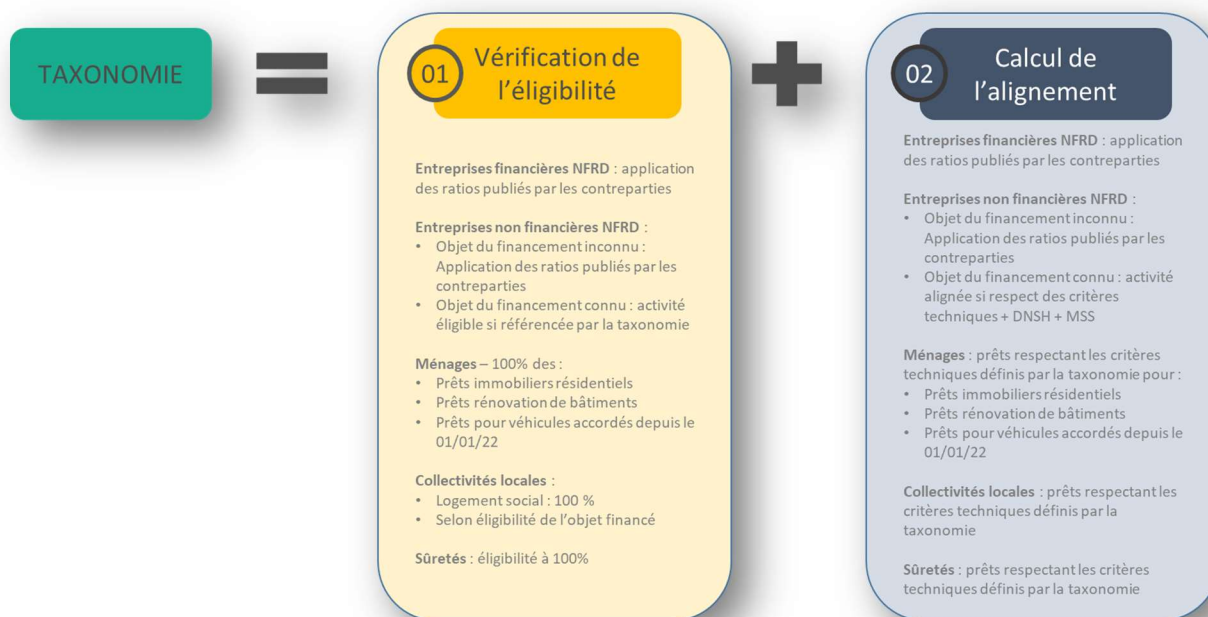 TAXONOMIE
01
Vérification de
l'éligibilité
Entreprises financières NFRD : application
des ratios publiés par les contreparties
Entreprises non financières NFRD :
• Objet du financement inconnu :
Application des ratios publiés par les
contreparties
• Objet du financement connu : activité
éligible si référencée par la taxonomie
Ménages – 100% des :
• Prêts immobiliers résidentiels
• Prêts rénovation de bâtiments
• Prêts pour véhicules accordés depuis le
01/01/22
Collectivités locales :
• Logement social : 100 %
• Selon éligibilité de l'objet financé
Sûretés : éligibilité à 100%
02
Calcul de
l'alignement
Entreprises financières NFRD : application
des ratios publiés par les contreparties
Entreprises non financières NFRD :
• Objet du financement inconnu :
Application des ratios publiés par les
contreparties
• Objet du financement connu : activité
alignée si respect des critères
techniques + DNSH + MSS
Ménages : prêts respectant les critères
techniques définis par la taxonomie pour :
• Prêts immobiliers résidentiels
• Prêts rénovation de bâtiments
• Prêts pour véhicules accordés depuis le
01/01/22
Collectivités locales : prêts respectant les
critères techniques définis par la
taxonomie
Sûretés : prêts respectant les critères
techniques définis par la taxonomie